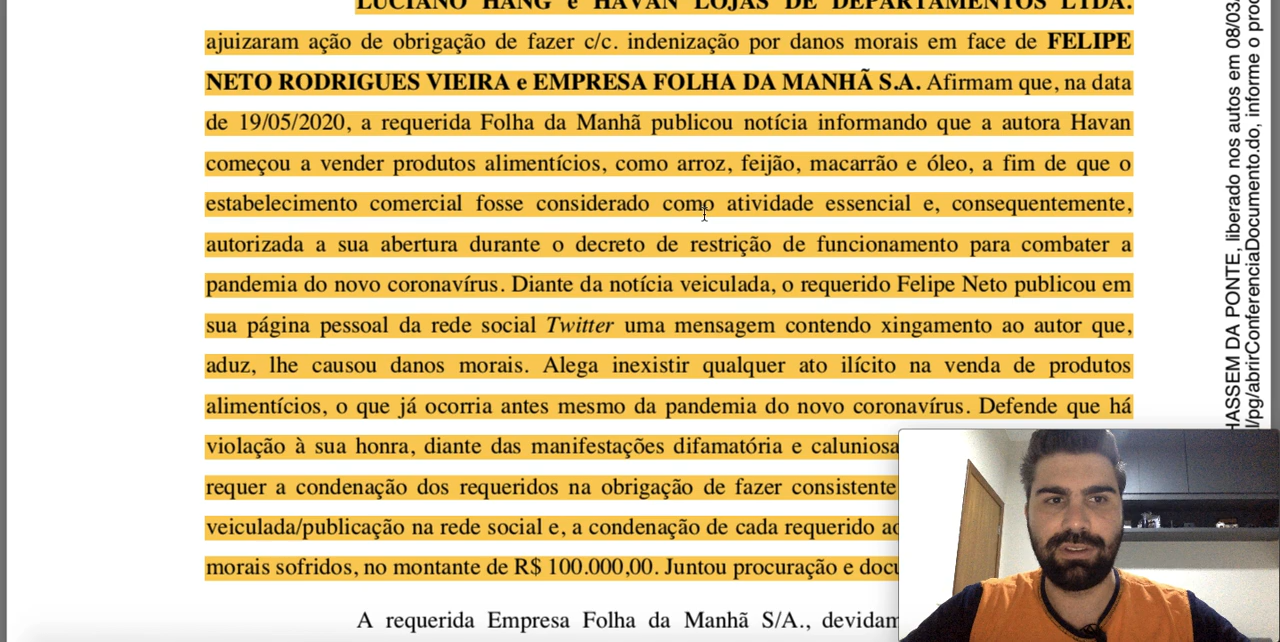 LUCIANO HANG e HAVAN LOJAS DE DEPARTAMENTOS LTDA.
ajuizaram ação de obrigação de fazer c/c. indenização por danos morais em face de FELIPE
NETO RODRIGUES VIEIRA e EMPRESA FOLHA DA MANHÃ S.A. Afirmam que, na data
de 19/05/2020, a requerida Folha da Manhã publicou notícia informando que a autora Havan
começou a vender produtos alimentícios, como arroz, feijão, macarrão e óleo, a fim de que o
estabelecimento comercial fosse considerado como atividade essencial e, consequentemente,
autorizada a sua abertura durante o decreto de restrição de funcionamento para combater a
pandemia do novo coronavírus. Diante da notícia veiculada, o requerido Felipe Neto publicou em
sua página pessoal da rede social Twitter uma mensagem contendo xingamento ao autor que,
aduz, lhe causou danos morais. Alega inexistir qualquer ato ilícito na venda de produtos
alimentícios, o que já ocorria antes mesmo da pandemia do novo coronavírus. Defende que há
violação à sua honra, diante das manifestações difamatória e caluniosa
requer a condenação dos requeridos na obrigação de fazer consistente
veiculada/publicação na rede social e, a condenação de cada requerido ao
morais sofridos, no montante de R$ 100.000,00. Juntou procuração e docu
A requerida Empresa Folha da Manhã S/A., devidam
HASSEM DA PONTE, liberado nos autos em 08/03
l/pg/abrirConferenciaDocumento.do, informe o proc